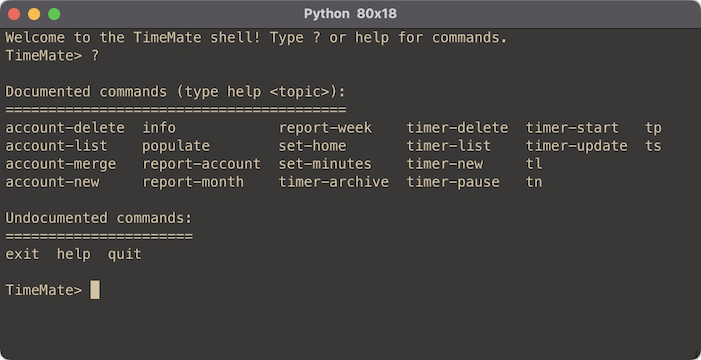 Python 80x18
Welcome to the TimeMate shell! Type ? or help for commands.
TimeMate> ?
Documented commands (type help <topic>):
========================================
account-delete  info            report-week    timer-delete  timer-start   tp
account-list    populate        set-home       timer-list    timer-update  ts
account-merge   report-account  set-minutes    timer-new     tl
account-new     report-month    timer-archive  timer-pause   tn
Undocumented commands:
======================
exit  help  quit
TimeMate>